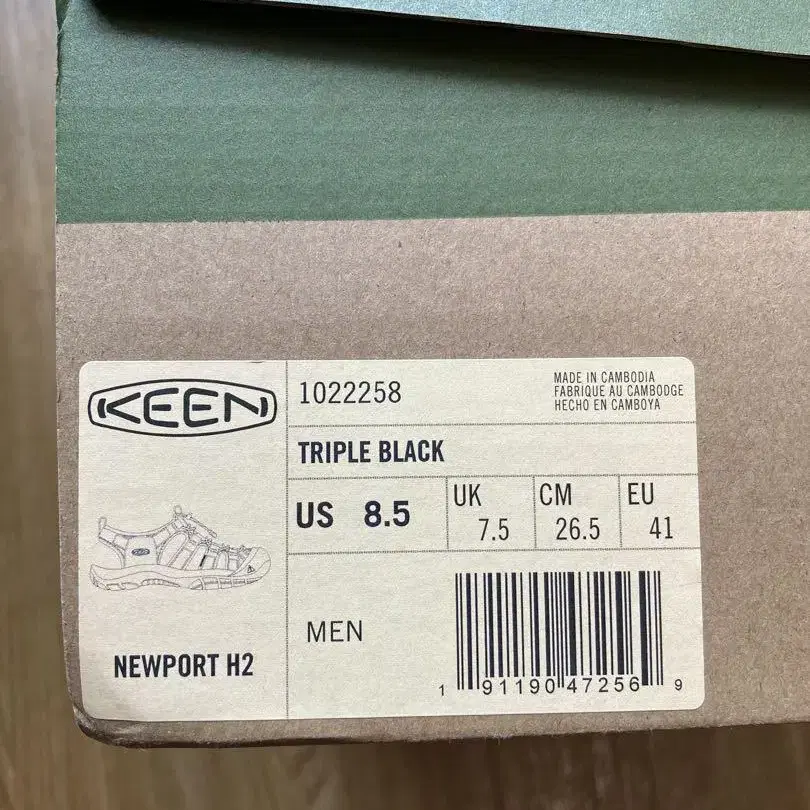 KEEN
1022258
MADE IN CAMBODIA
FABRIQUE AU CAMBODGE
HECHO EN CAMBOYA
TRIPLE BLACK
US 8.5
UK 7.5
CM 26.5
EU 41
KEEN
NEWPORT H2
MEN
1 91190 47256 9